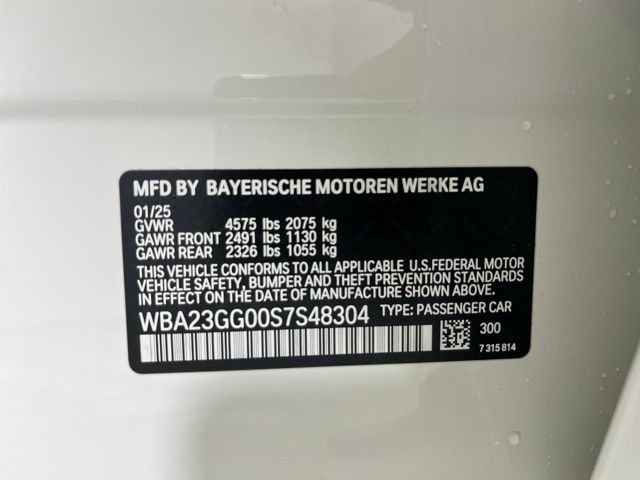 MFD BY BAYERISCHE MOTOREN WERKE AG
01/25
GVWR 4575 lbs 2075 kg
GAWR FRONT 2491 lbs 1130 kg
GAWR REAR 2326 lbs 1055 kg
THIS VEHICLE CONFORMS TO ALL APPLICABLE U.S.FEDERAL MOTOR
VEHICLE SAFETY, BUMPER AND THEFT PREVENTION STANDARDS
IN EFFECT ON THE DATE OF MANUFACTURE SHOWN ABOVE.
WBA23GG00S7S48304 TYPE: PASSENGER CAR
300
7 315 814